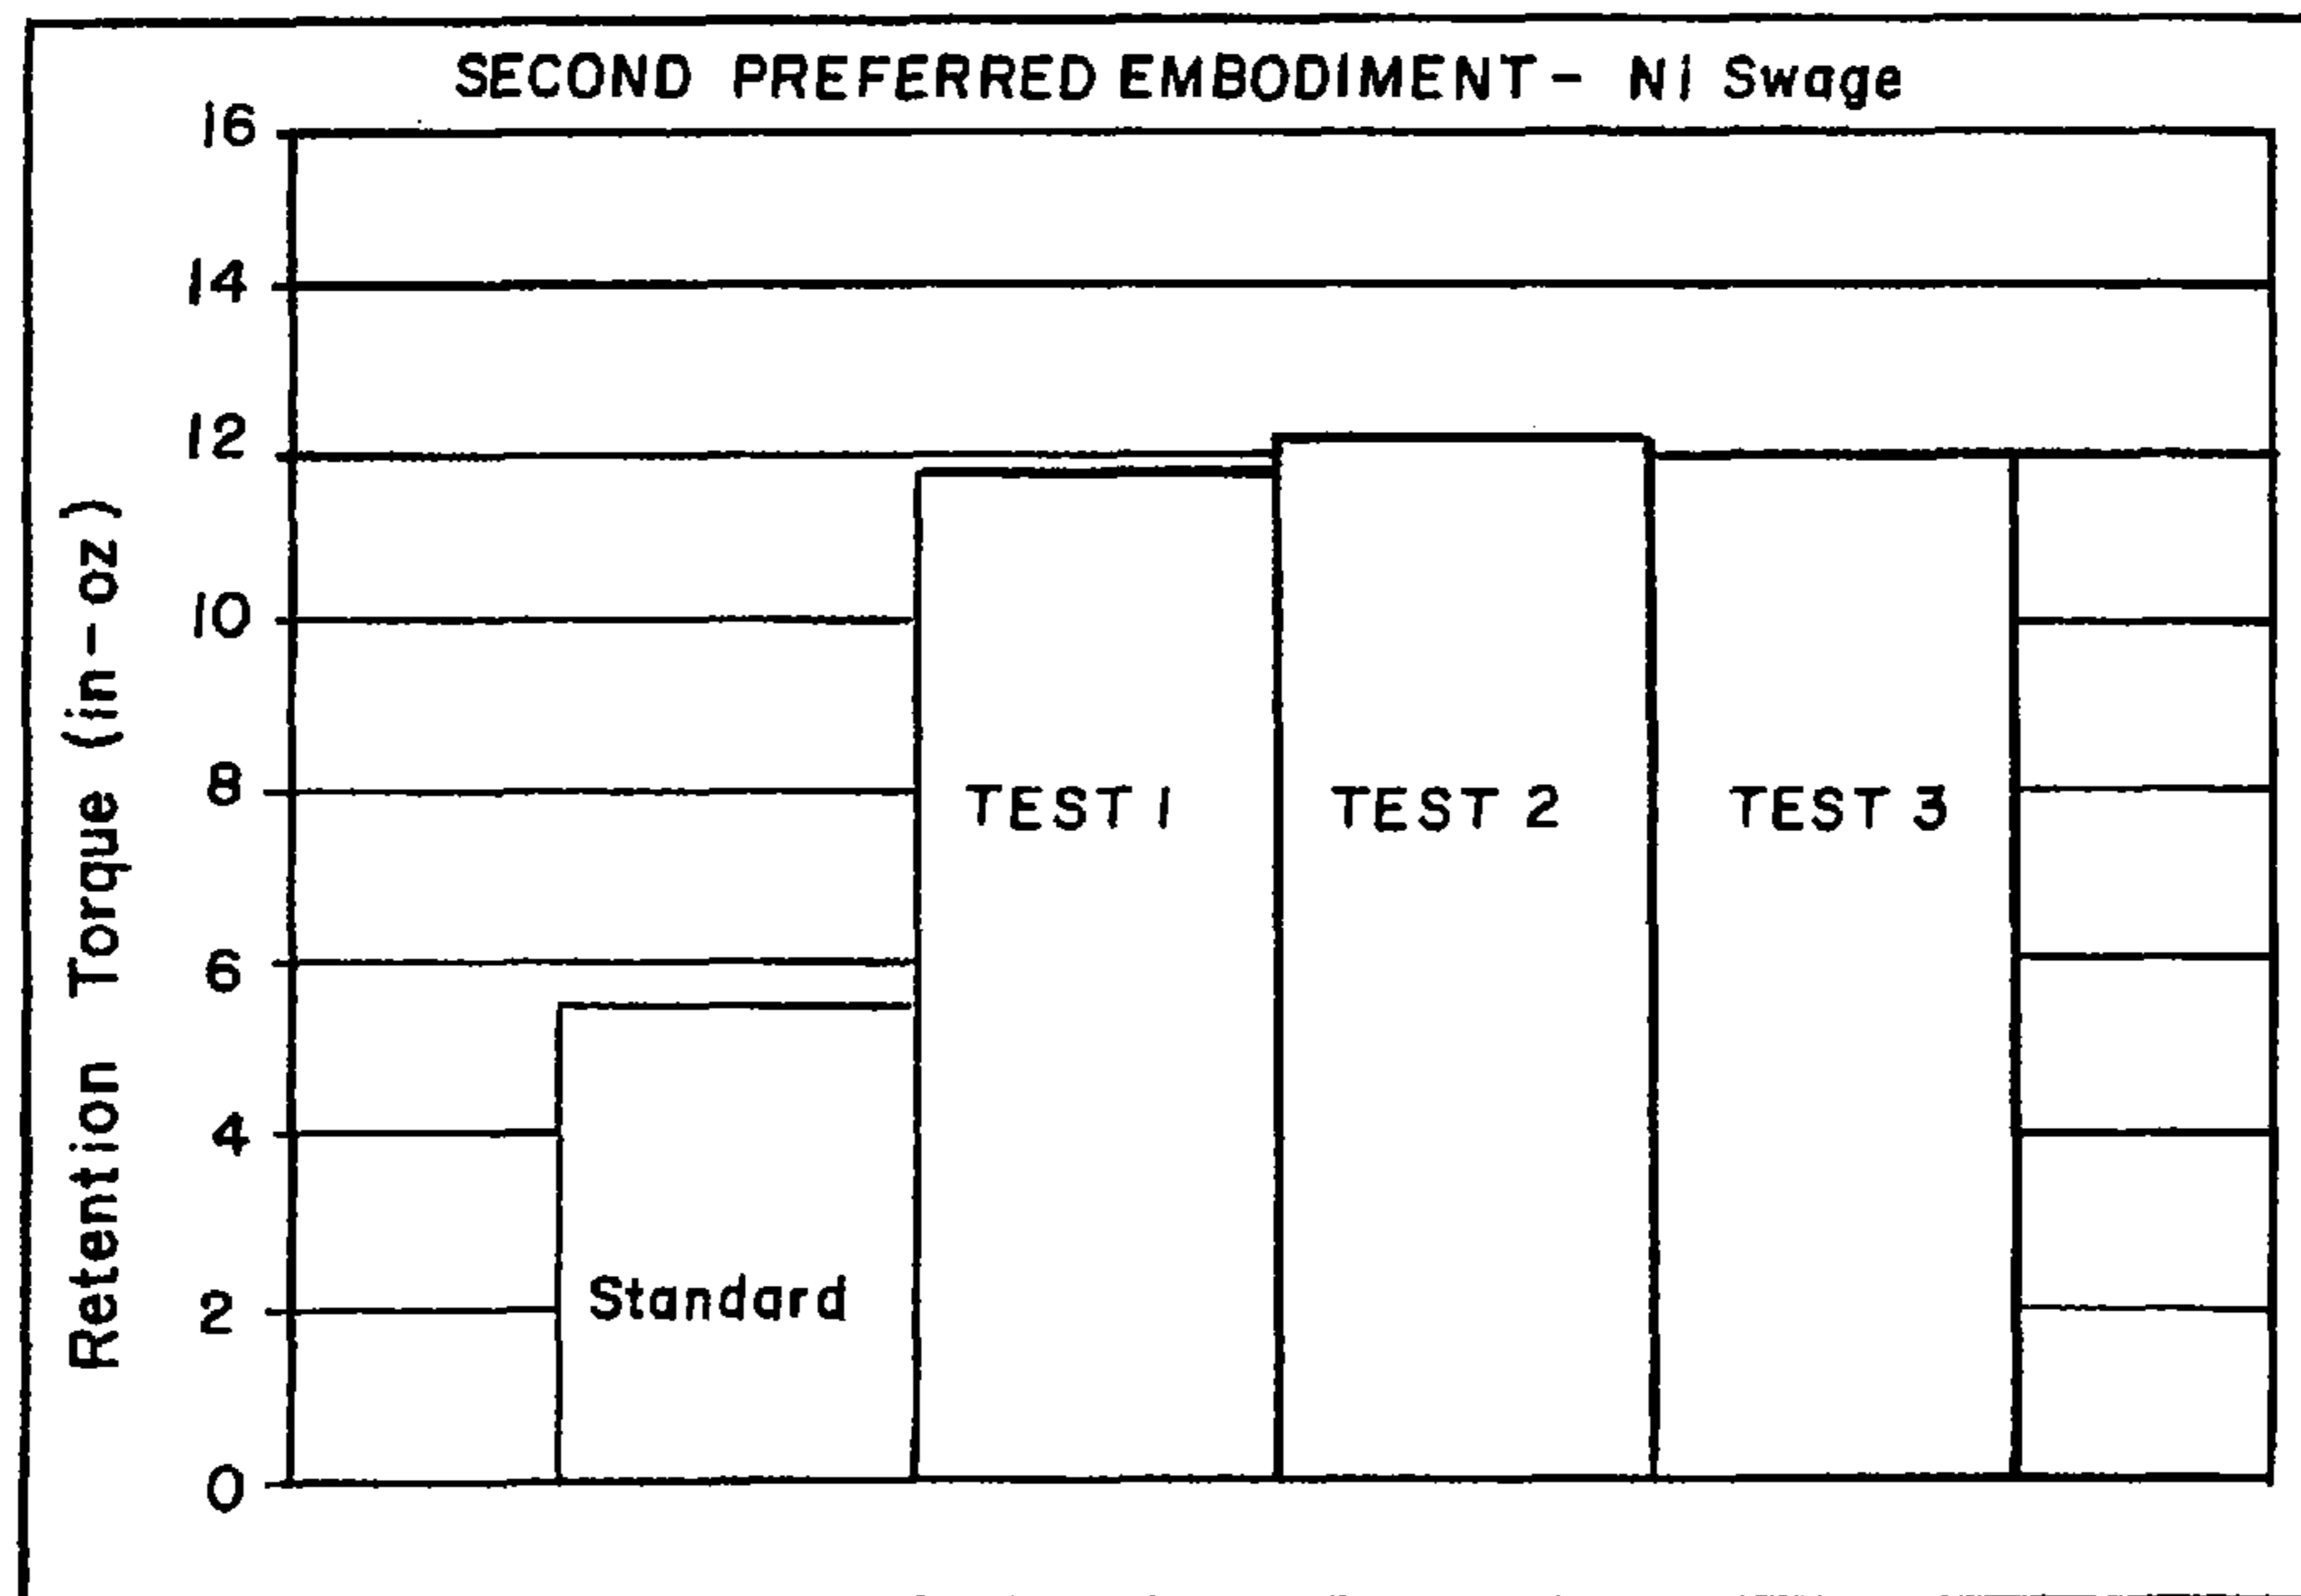 SECOND PREFERRED EMBODIMENT - NI Swage
16
14
12
10
8
6
4
2
0
Retention Torque (in-oz)
Standard
TEST 1
TEST 2
TEST 3